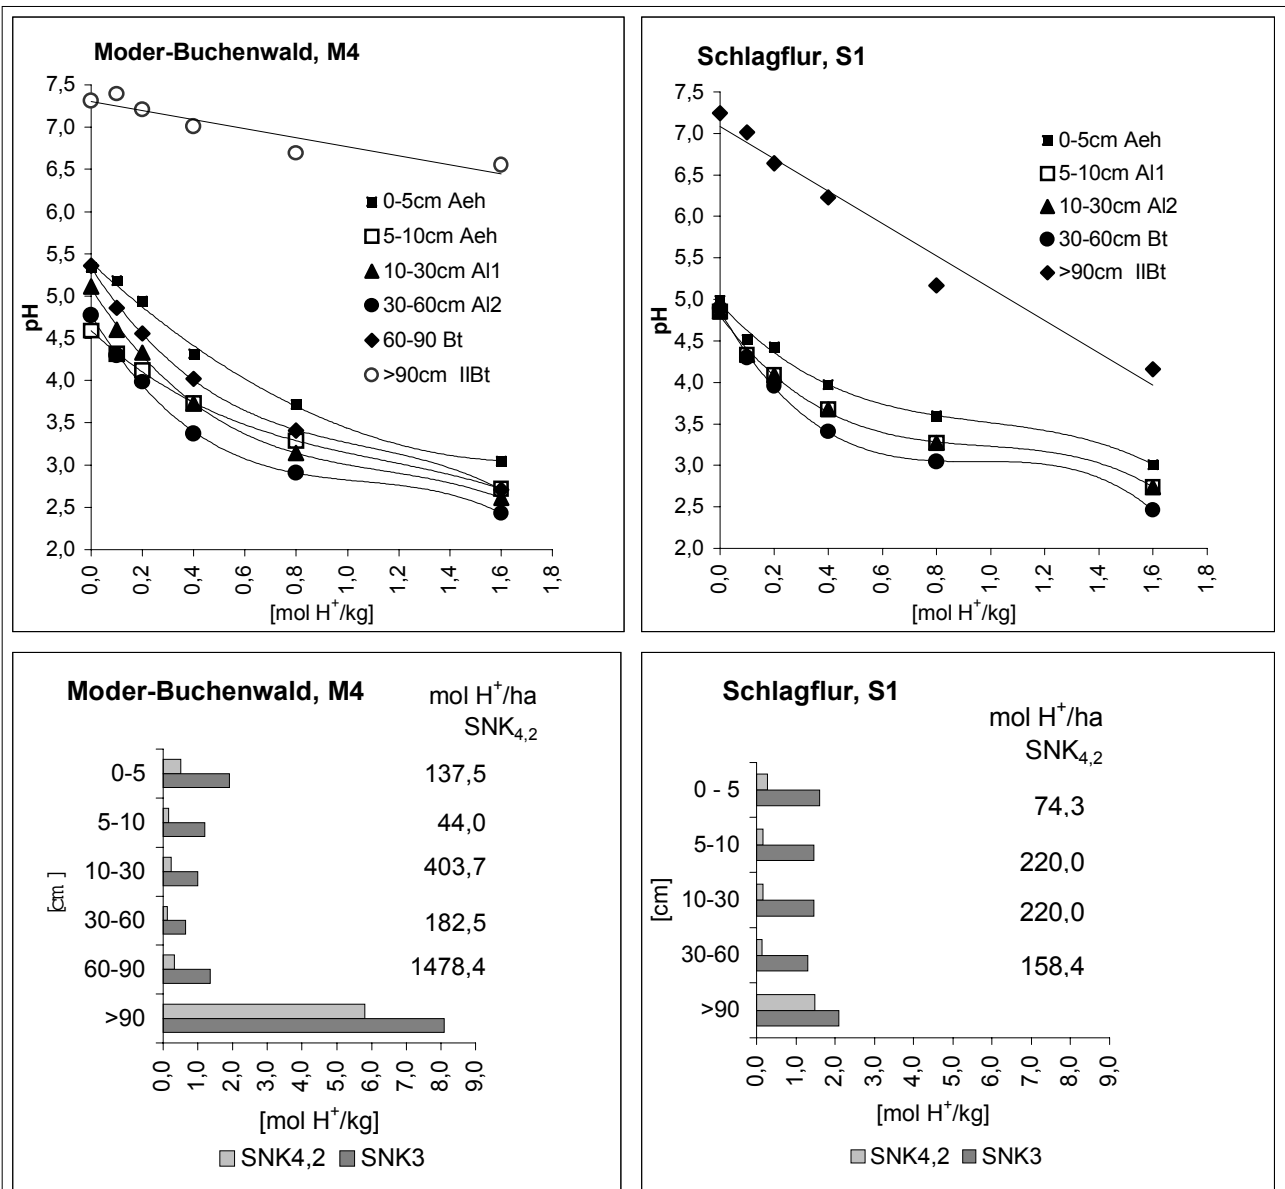 Moder-Buchenwald, M4
7,5
7,0
6,5
6,0
5,5
5,0
4,5
4,0
3,5
3,0
2,5
2,0
pH
0-5cm Aeh
5-10cm Aeh
10-30cm Al1
30-60cm Al2
60-90 Bt
>90cm IIBt
0,0 0,2 0,4 0,6 0,8 1,0 1,2 1,4 1,6 1,8
[mol H⁺/kg]
Schlagflur, S1
7,5
7,0
6,5
6,0
5,5
5,0
4,5
4,0
3,5
3,0
2,5
2,0
pH
0-5cm Aeh
5-10cm Al1
10-30cm Al2
30-60cm Bt
>90cm IIBt
0,0 0,2 0,4 0,6 0,8 1,0 1,2 1,4 1,6 1,8
[mol H⁺/kg]
Moder-Buchenwald, M4
mol H⁺/ha
SNK4,2
0-5 137,5
5-10 44,0
10-30 403,7
30-60 182,5
60-90 1478,4
>90
[cm]
0,0 1,0 2,0 3,0 4,0 5,0 6,0 7,0 8,0 9,0
[mol H⁺/kg]
SNK4,2 SNK3
Schlagflur, S1
mol H⁺/ha
SNK4,2
0 - 5 74,3
5-10 220,0
10-30 220,0
30-60 158,4
>90
[cm]
0,0 1,0 2,0 3,0 4,0 5,0 6,0 7,0 8,0 9,0
[mol H⁺/kg]
SNK4,2 SNK3